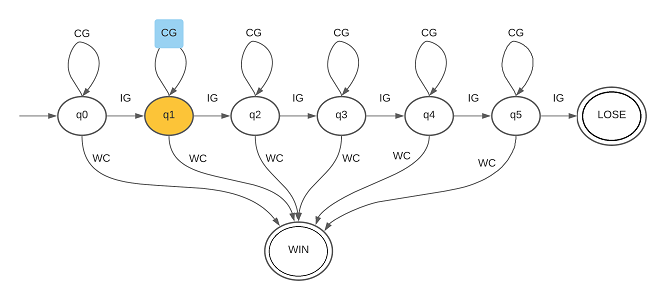 CG CG CG CG CG CG
IG IG IG IG IG IG
q0 q1 q2 q3 q4 q5 LOSE
WC WC WC WC WC WC
WIN